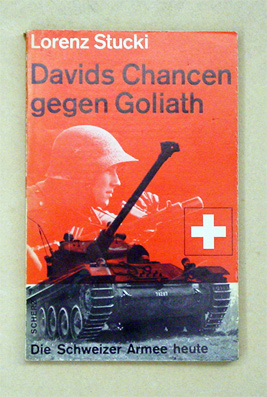 Lorenz Stucki
Davids Chancen
gegen Goliath
Die Schweizer Armee heute